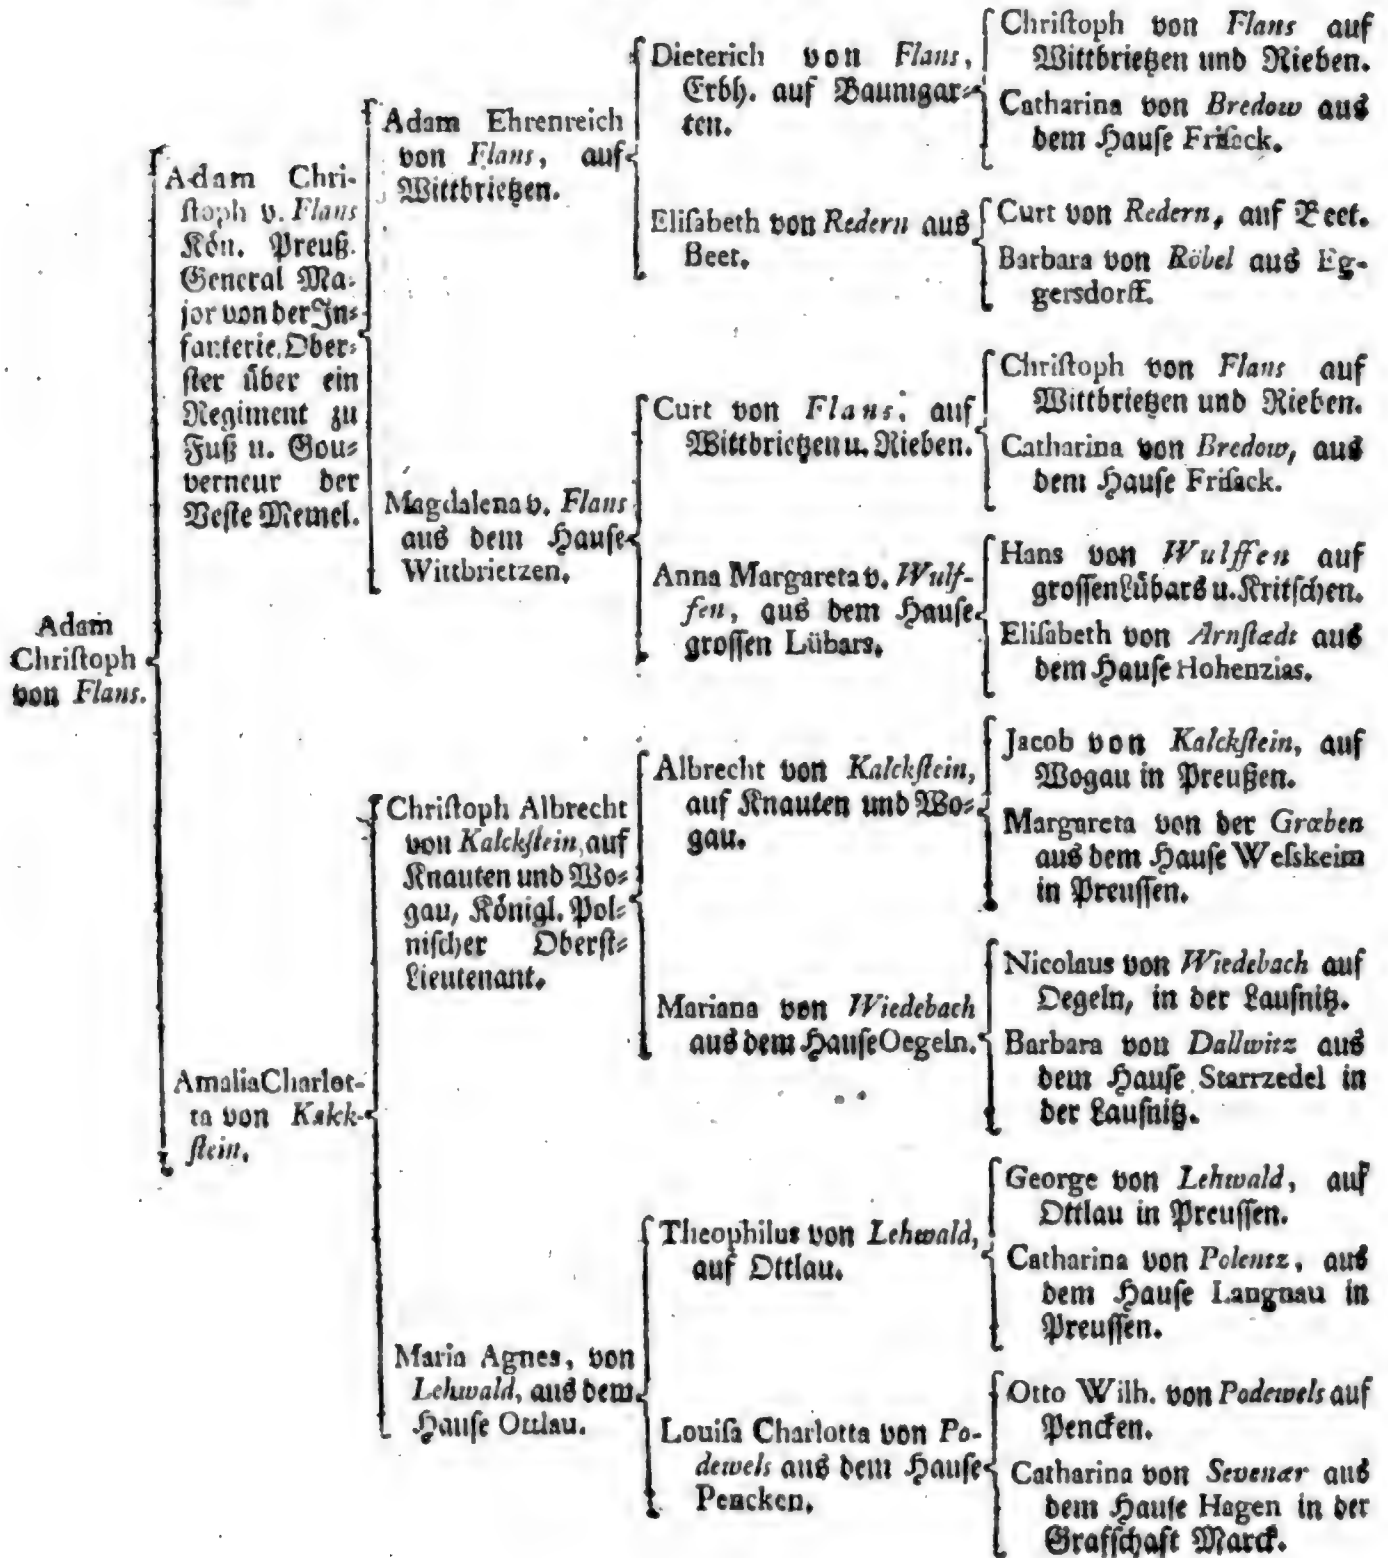 Adam
Chriſtoph
von Flans.
Adam Chri-
ſtoph v. Flans
Kön. Preuß.
General Ma-
jor von der In-
fanterie, Ober-
ſter über ein
Regiment zu
Fuß u. Gou-
verneur der
Veſte Memel.
Amalia Charlot-
ta von Kalck-
ſtein.
Adam Ehrenreich
von Flans, auf
Wittbrietzen.
Magdalena v. Flans
aus dem Hauſe
Wittbrietzen.
Chriſtoph Albrecht
von Kalckſtein, auf
Knauten und Wo-
gau, Königl. Pol-
niſcher Oberſt-
Lieutenant.
Maria Agnes, von
Lehwald, aus dem
Hauſe Ottlau.
Dieterich von Flans,
Erbh. auf Baumgar-
ten.
Eliſabeth von Redern aus
Beet.
Curt von Flans, auf
Wittbrietzen u. Rieben.
Anna Margareta v. Wulf-
fen, aus dem Hauſe
groſſen Lübars.
Albrecht von Kalckſtein,
auf Knauten und Wo-
gau.
Mariana von Wiedebach
aus dem Hauſe Oegeln.
Theophilus von Lehwald,
auf Ottlau.
Louiſa Charlotta von Po-
dewels aus dem Hauſe
Pencken.
Chriſtoph von Flans auf
Wittbrietzen und Rieben.
Catharina von Bredow aus
dem Hauſe Friſack.
Curt von Redern, auf Beet.
Barbara von Röbel aus Eg-
gersdorff.
Chriſtoph von Flans auf
Wittbrietzen und Rieben.
Catharina von Bredow, aus
dem Hauſe Friſack.
Hans von Wulffen auf
groſſen Lübars u. Kritſchen.
Eliſabeth von Arnſtædt aus
dem Hauſe Hohenzias.
Jacob von Kalckſtein, auf
Wogau in Preußen.
Margareta von der Græben
aus dem Hauſe Weſskeim
in Preuſſen.
Nicolaus von Wiedebach auf
Oegeln, in der Lauſnitz.
Barbara von Dallwitz aus
dem Hauſe Starrzedel in
der Lauſnitz.
George von Lehwald, auf
Ottlau in Preuſſen.
Catharina von Polentz, aus
dem Hauſe Langnau in
Preuſſen.
Otto Wilh. von Podewels auf
Pencken.
Catharina von Sevenær aus
dem Hauſe Hagen in der
Grafſchaft Marck.